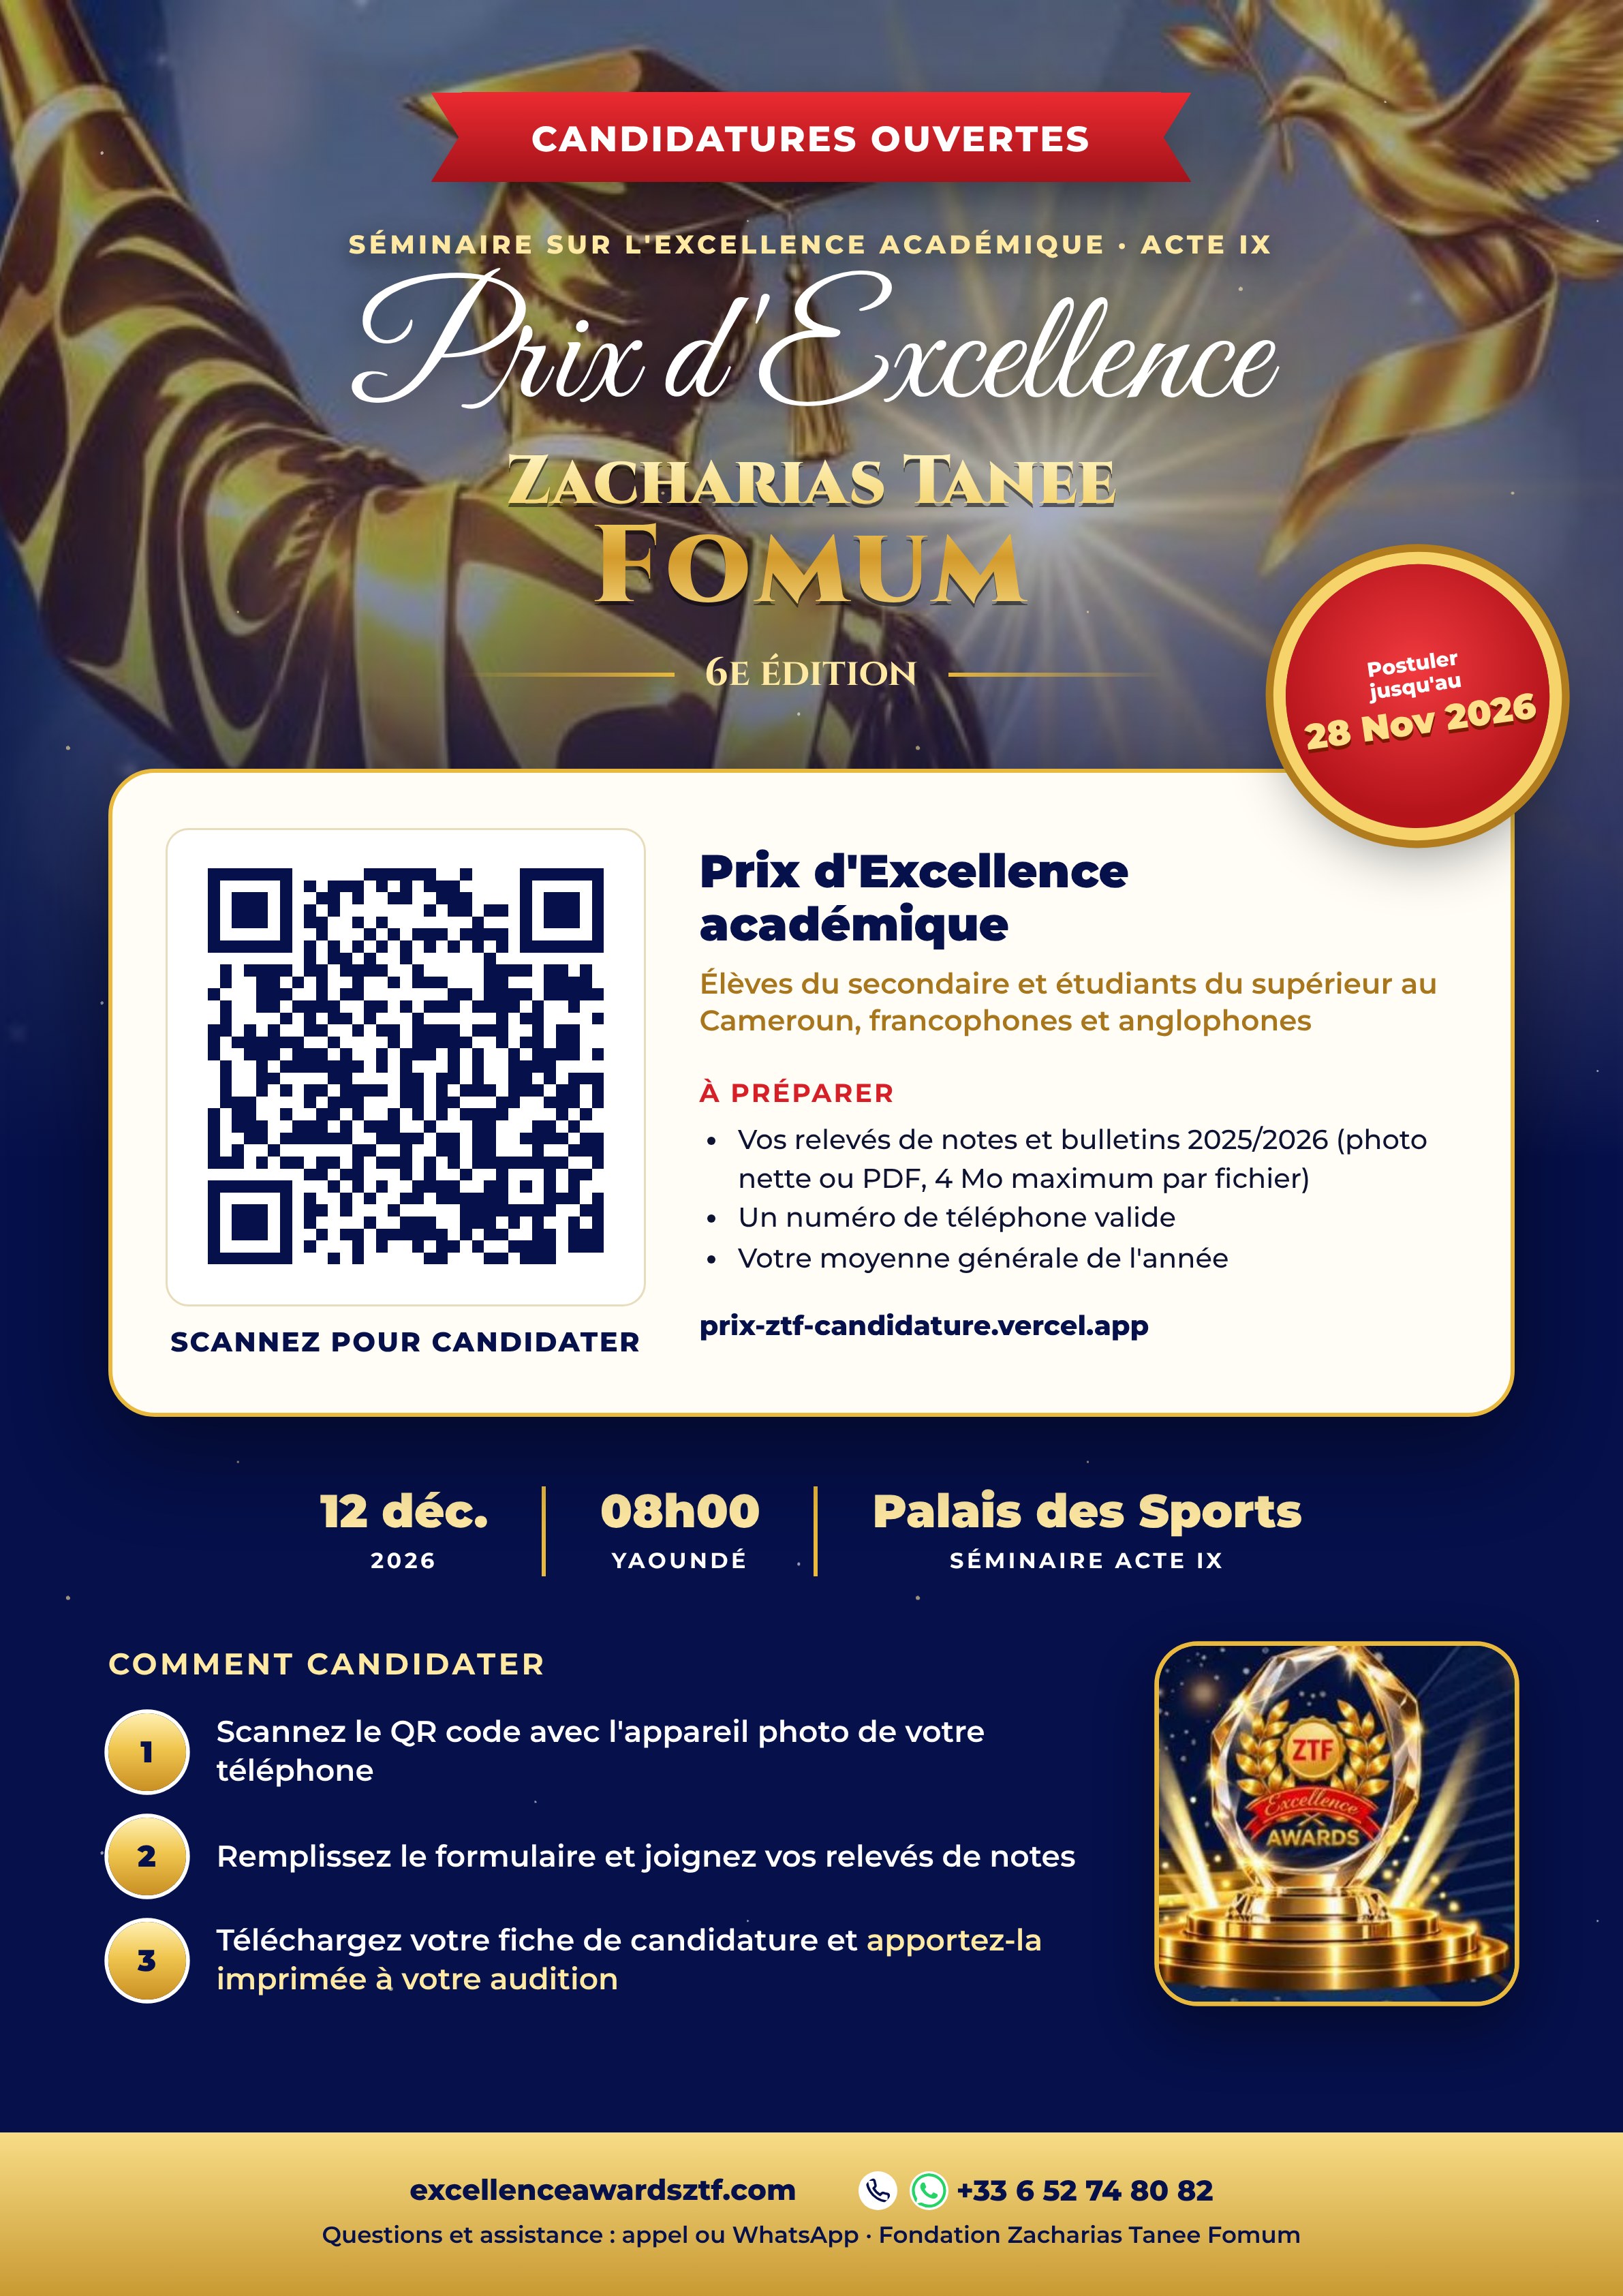 CANDIDATURES OUVERTES
SÉMINAIRE SUR L'EXCELLENCE ACADÉMIQUE · ACTE IX
Prix d'Excellence
ZACHARIAS TANEE
FOMUM
6E ÉDITION
Postuler
jusqu'au
28 Nov 2026
Prix d'Excellence
académique
Élèves du secondaire et étudiants du supérieur au
Cameroun, francophones et anglophones
À PRÉPARER
• Vos relevés de notes et bulletins 2025/2026 (photo
nette ou PDF, 4 Mo maximum par fichier)
• Un numéro de téléphone valide
• Votre moyenne générale de l'année
prix-ztf-candidature.vercel.app
SCANNEZ POUR CANDIDATER
12 déc.
2026
08h00
YAOUNDÉ
Palais des Sports
SÉMINAIRE ACTE IX
COMMENT CANDIDATER
1 Scannez le QR code avec l'appareil photo de votre
téléphone
2 Remplissez le formulaire et joignez vos relevés de notes
3 Téléchargez votre fiche de candidature et apportez-la
imprimée à votre audition
ZTF
Excellence
AWARDS
excellenceawardsztf.com +33 6 52 74 80 82
Questions et assistance : appel ou WhatsApp · Fondation Zacharias Tanee Fomum